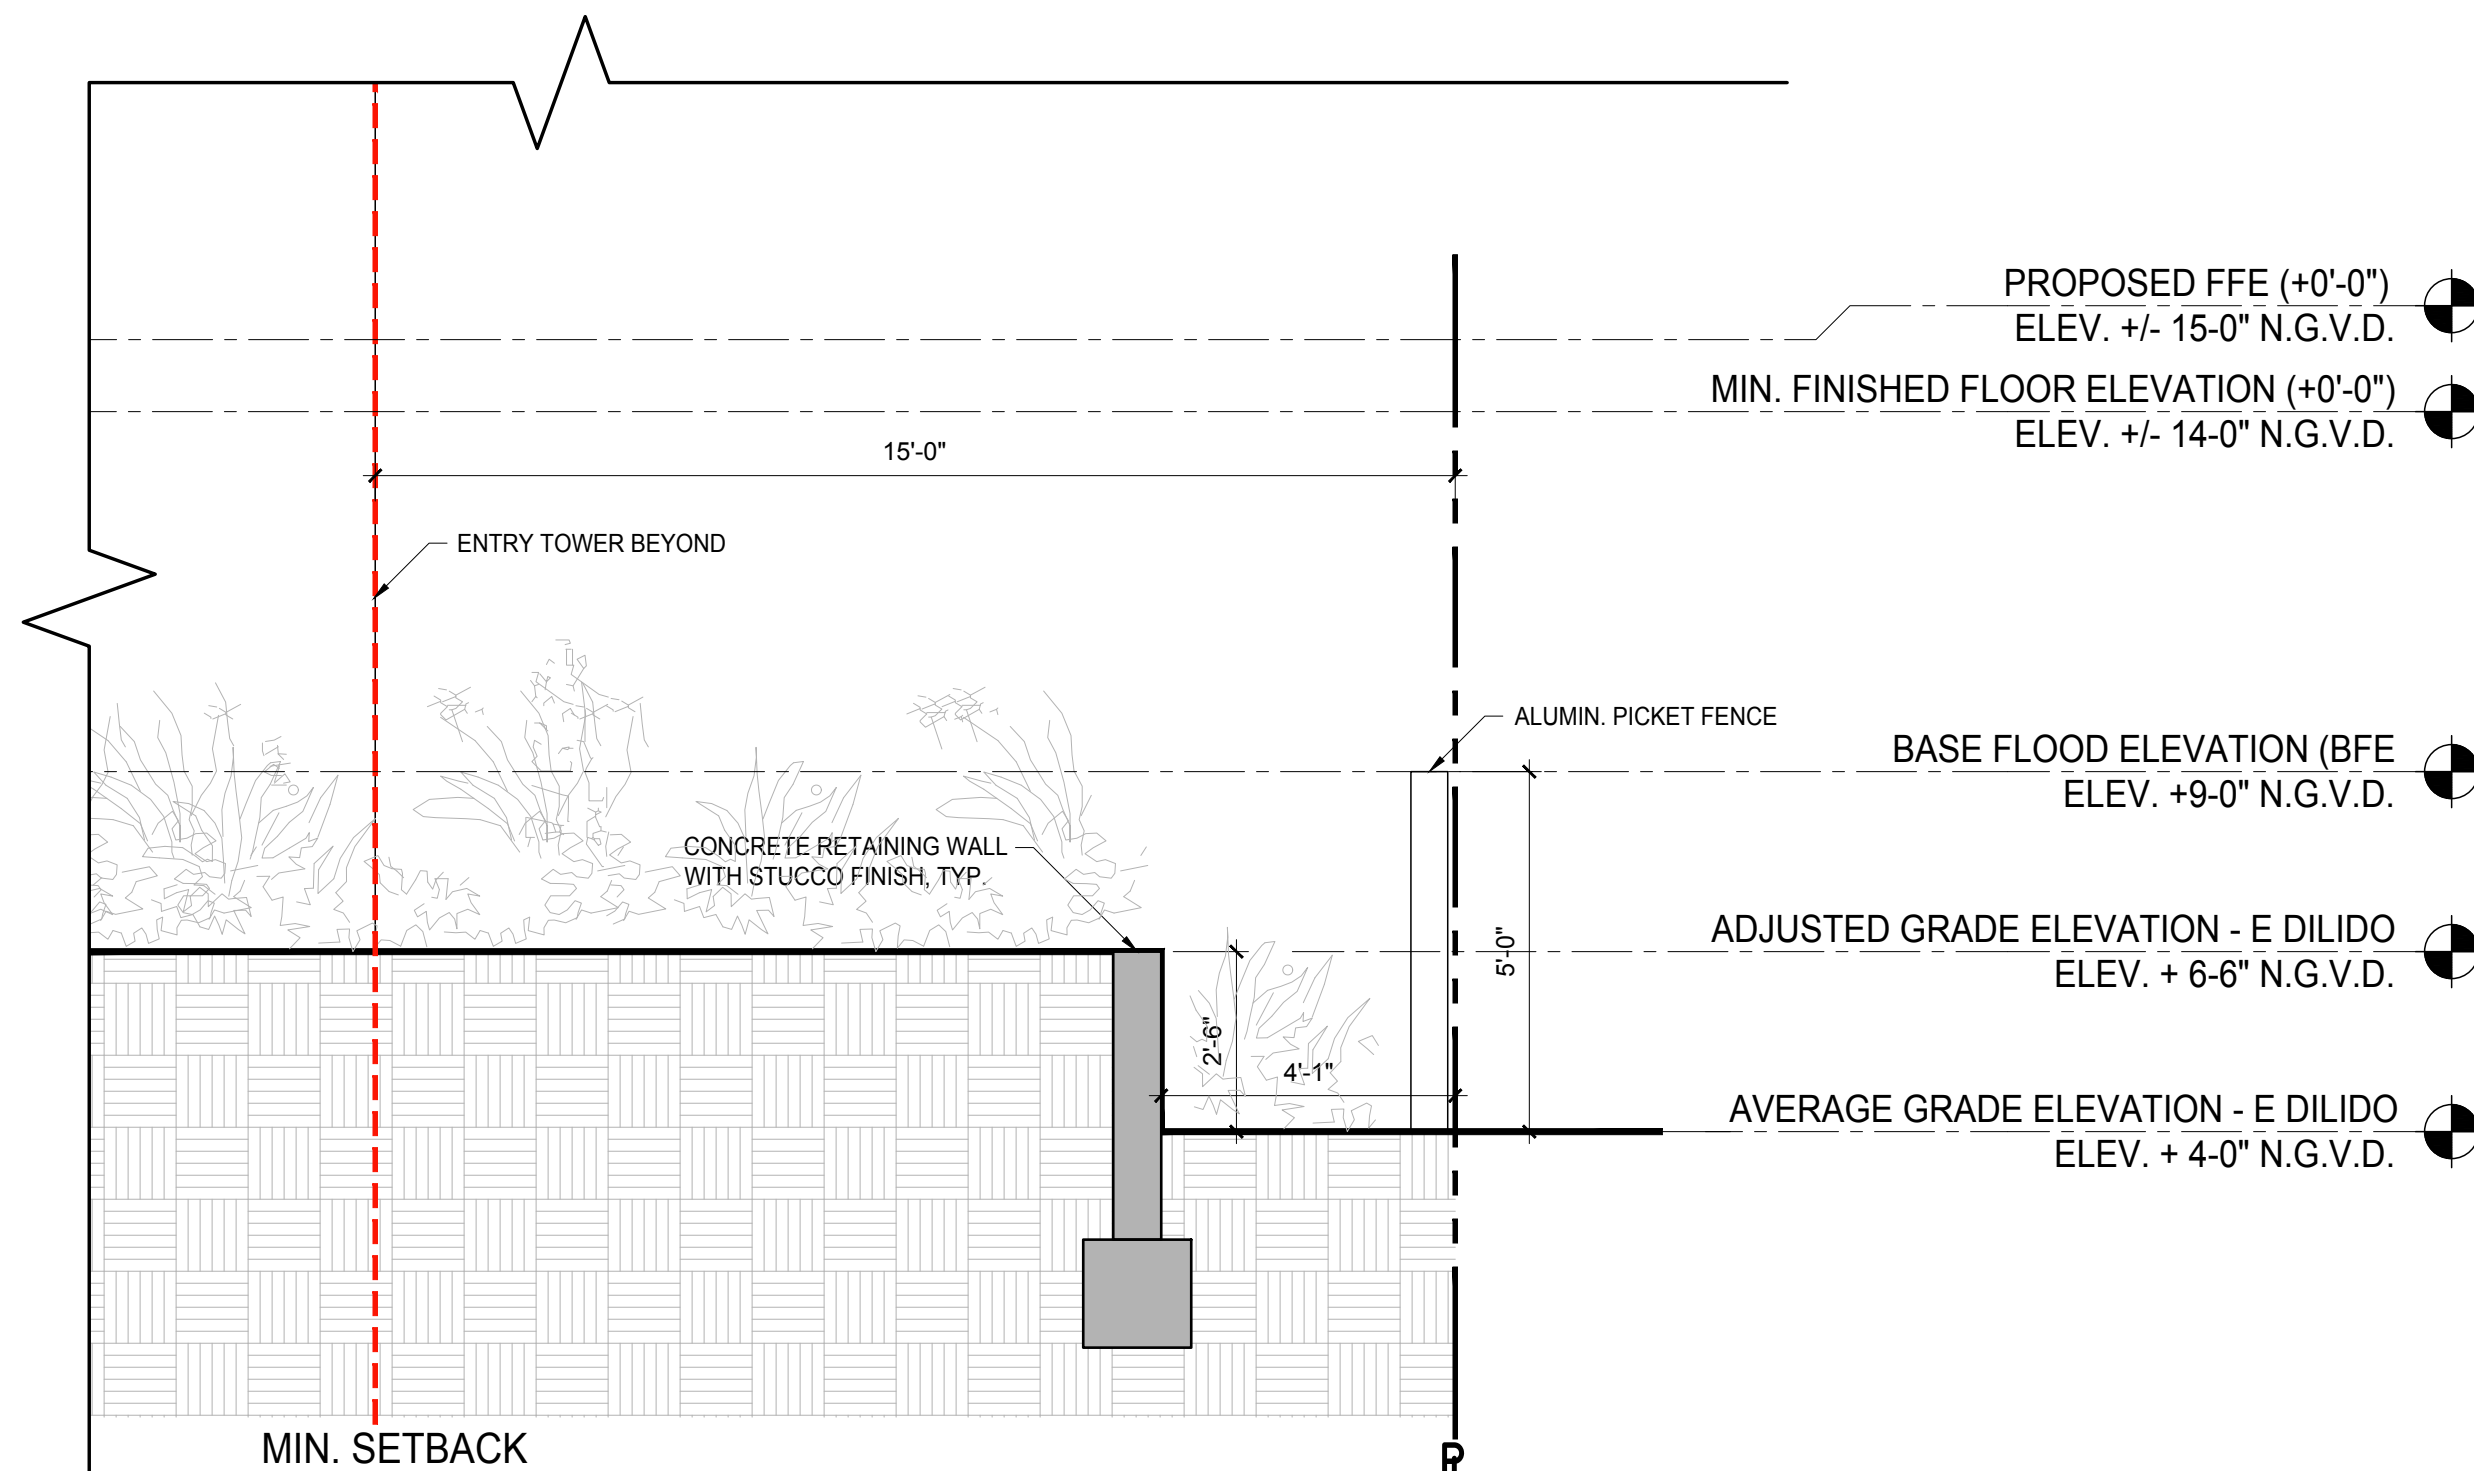 PROPOSED FFE (+0'-0")
ELEV. +/- 15-0" N.G.V.D.
MIN. FINISHED FLOOR ELEVATION (+0'-0")
ELEV. +/- 14-0" N.G.V.D.
15'-0"
ENTRY TOWER BEYOND
ALUMIN. PICKET FENCE
BASE FLOOD ELEVATION (BFE
ELEV. +9-0" N.G.V.D.
CONCRETE RETAINING WALL
WITH STUCCO FINISH, TYP.
ADJUSTED GRADE ELEVATION - E DILIDO
ELEV. + 6-6" N.G.V.D.
5'-0"
2'-6"
4'-1"
AVERAGE GRADE ELEVATION - E DILIDO
ELEV. + 4-0" N.G.V.D.
MIN. SETBACK